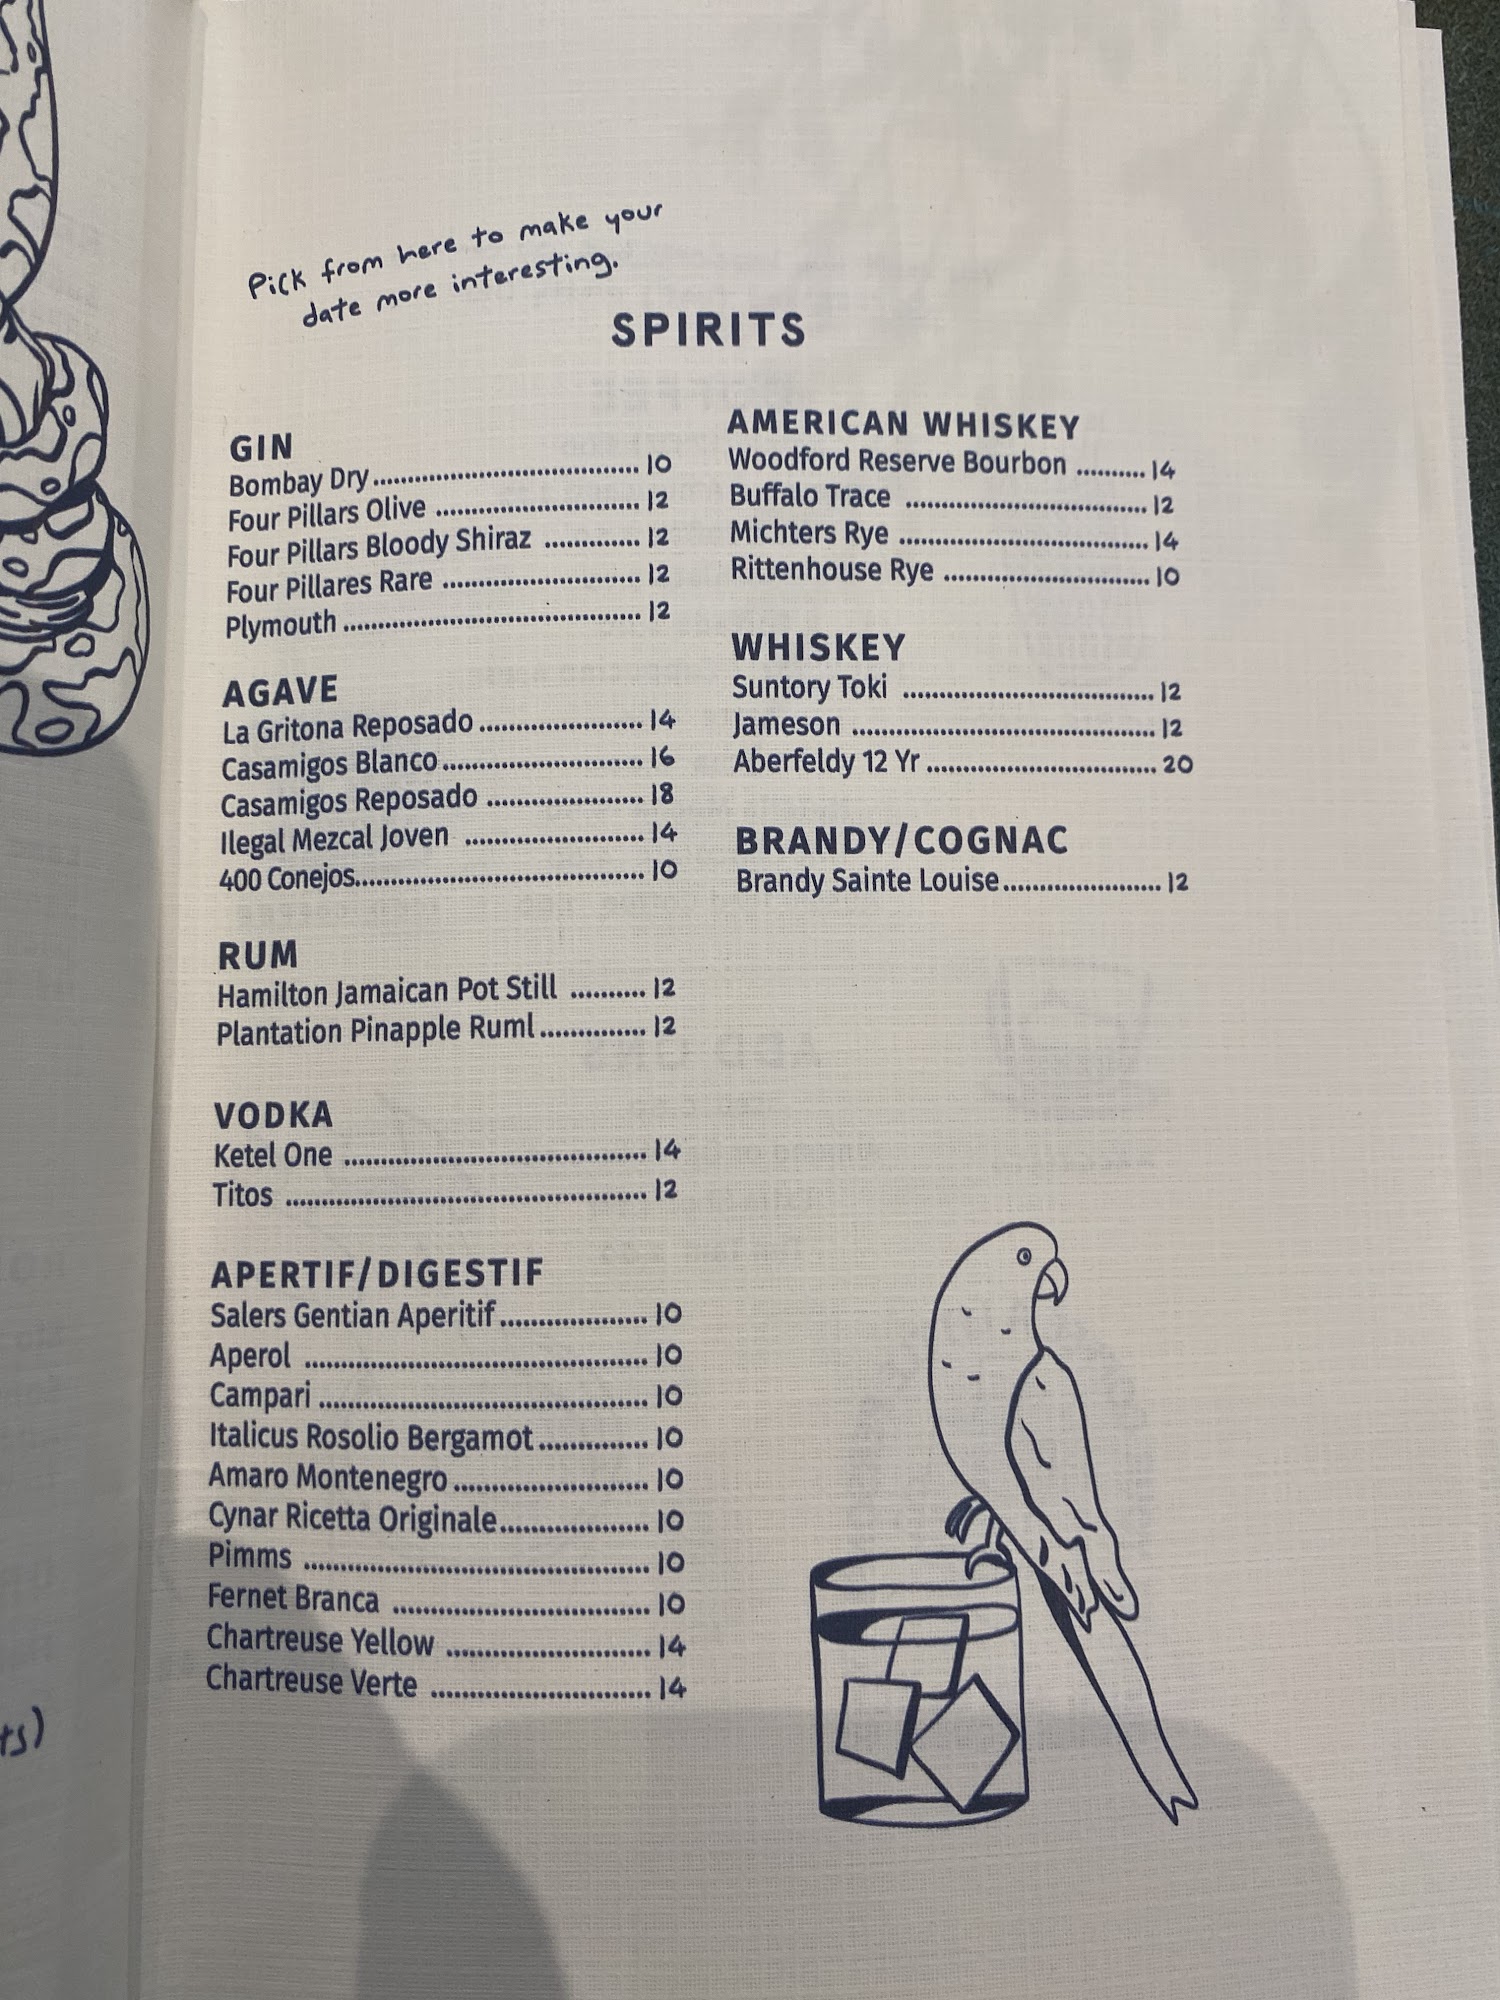 Pick from here to make your
date more interesting.
SPIRITS
GIN
Bombay Dry.................................... 10
Four Pillars Olive ............................ 12
Four Pillars Bloody Shiraz ............. 12
Four Pillares Rare ........................... 12
Plymouth ........................................ 12
AGAVE
La Gritona Reposado ...................... 14
Casamigos Blanco........................... 16
Casamigos Reposado ..................... 18
Ilegal Mezcal Joven ........................ 14
400 Conejos....................................... 10
RUM
Hamilton Jamaican Pot Still .......... 12
Plantation Pinapple Ruml.............. 12
VODKA
Ketel One ........................................ 14
Titos ................................................ 12
APERTIF/DIGESTIF
Salers Gentian Aperitif.................... 10
Aperol .............................................. 10
Campari ............................................ 10
Italicus Rosolio Bergamot.............. 10
Amaro Montenegro .......................... 10
Cynar Ricetta Originale.................... 10
Pimms .............................................. 10
Fernet Branca .................................. 10
Chartreuse Yellow ........................... 14
Chartreuse Verte ............................. 14
AMERICAN WHISKEY
Woodford Reserve Bourbon .......... 14
Buffalo Trace ................................. 12
Michters Rye .................................. 14
Rittenhouse Rye ............................ 10
WHISKEY
Suntory Toki .................................. 12
Jameson ......................................... 12
Aberfeldy 12 Yr ............................... 20
BRANDY/COGNAC
Brandy Sainte Louise...................... 12